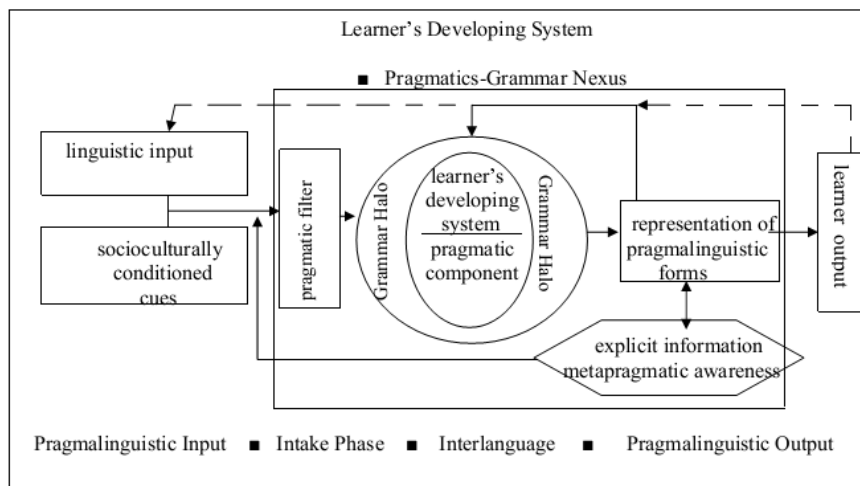 Learner's Developing System
■ Pragmatics-Grammar Nexus
linguistic input
socioculturally
conditioned
cues
pragmatic filter
Grammar Halo
learner's
developing
system
pragmatic
component
Grammar Halo
representation of
pragmalinguistic
forms
learner output
explicit information
metapragmatic awareness
Pragmalinguistic Input ■ Intake Phase ■ Interlanguage ■ Pragmalinguistic Output